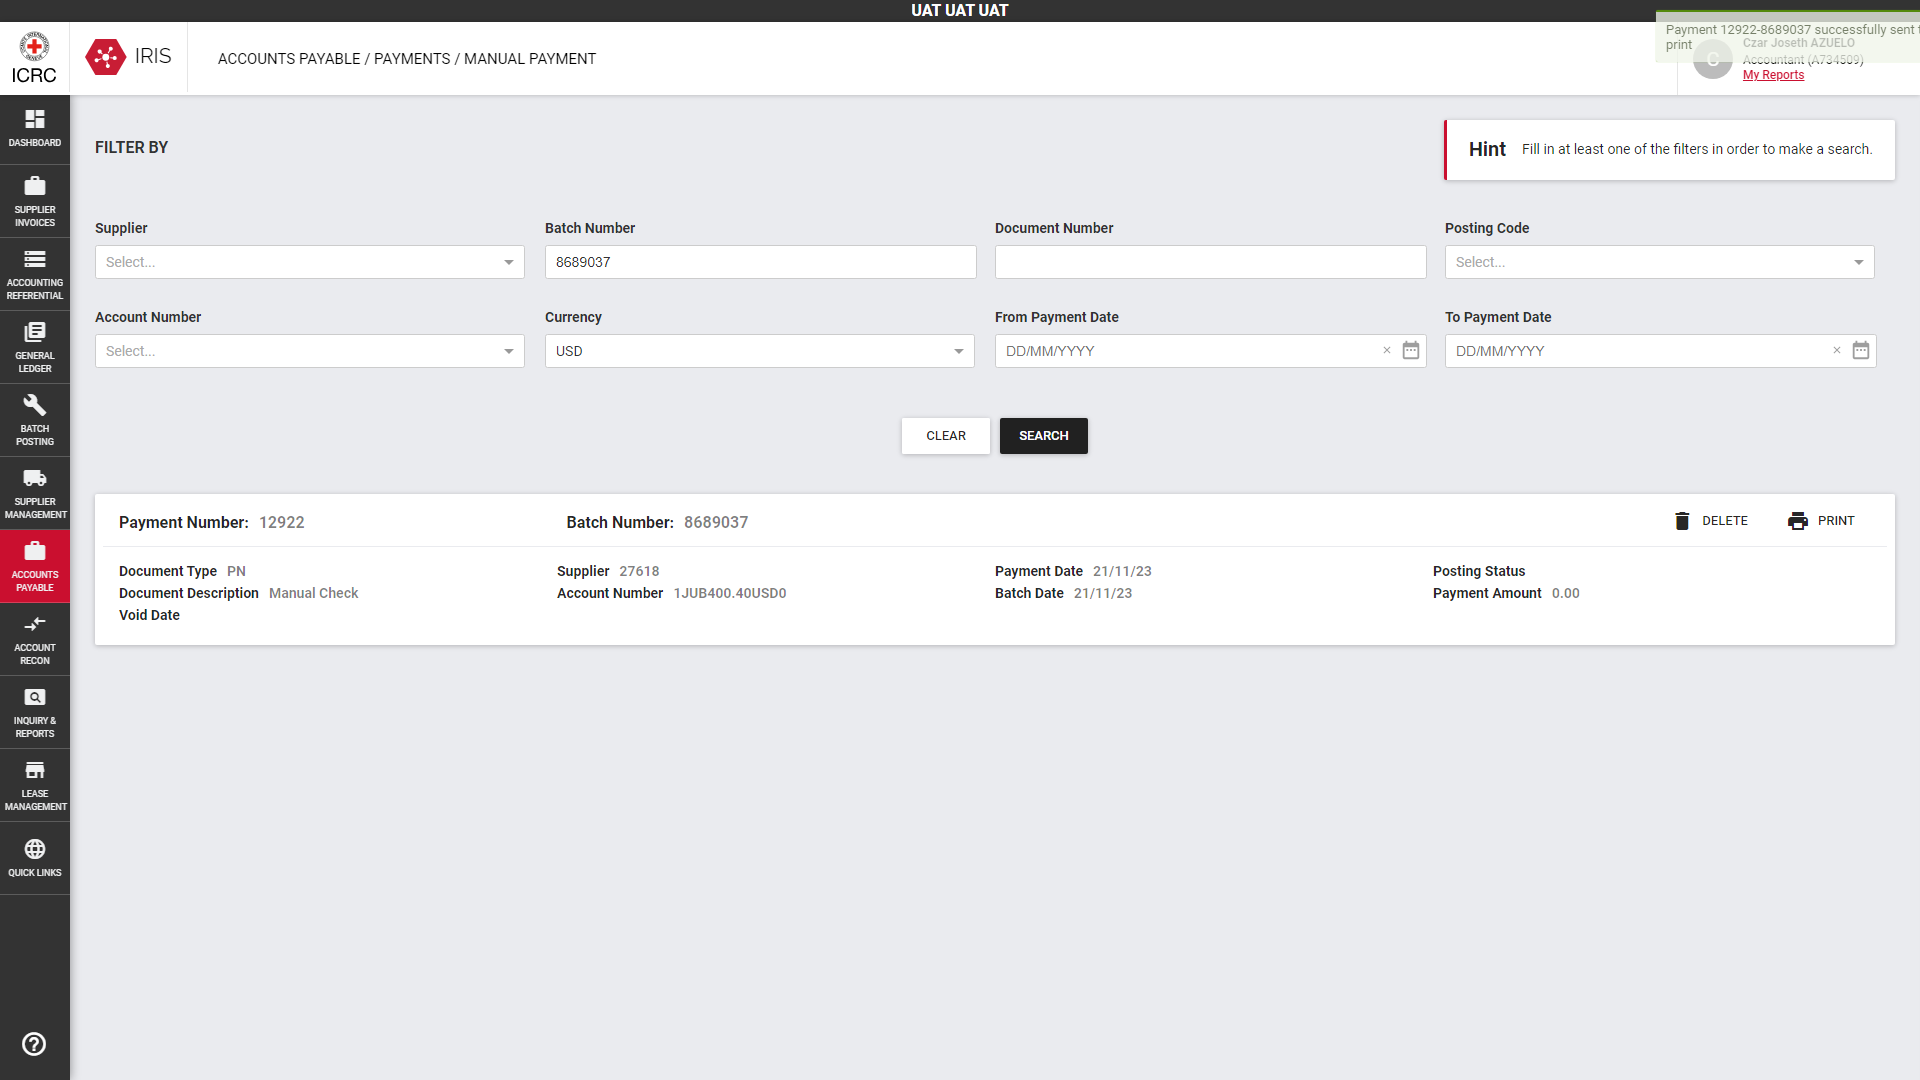 UAT UAT UAT
ICRC
IRIS
ACCOUNTS PAYABLE / PAYMENTS / MANUAL PAYMENT
Payment 12922-8689037 successfully sent t
print
C
Czar Joseth AZUELO
Accountant (A734509)
My Reports
DASHBOARD
SUPPLIER
INVOICES
ACCOUNTING
REFERENTIAL
GENERAL
LEDGER
BATCH
POSTING
SUPPLIER
MANAGEMENT
ACCOUNTS
PAYABLE
ACCOUNT
RECON
INQUIRY &
REPORTS
LEASE
MANAGEMENT
QUICK LINKS
FILTER BY
Hint Fill in at least one of the filters in order to make a search.
Supplier Batch Number Document Number Posting Code
Select... 8689037 Select...
Account Number Currency From Payment Date To Payment Date
Select... USD DD/MM/YYYY DD/MM/YYYY
CLEAR SEARCH
Payment Number: 12922 Batch Number: 8689037 DELETE PRINT
Document Type PN Supplier 27618 Payment Date 21/11/23 Posting Status
Document Description Manual Check Account Number 1JUB400.40USD0 Batch Date 21/11/23 Payment Amount 0.00
Void Date